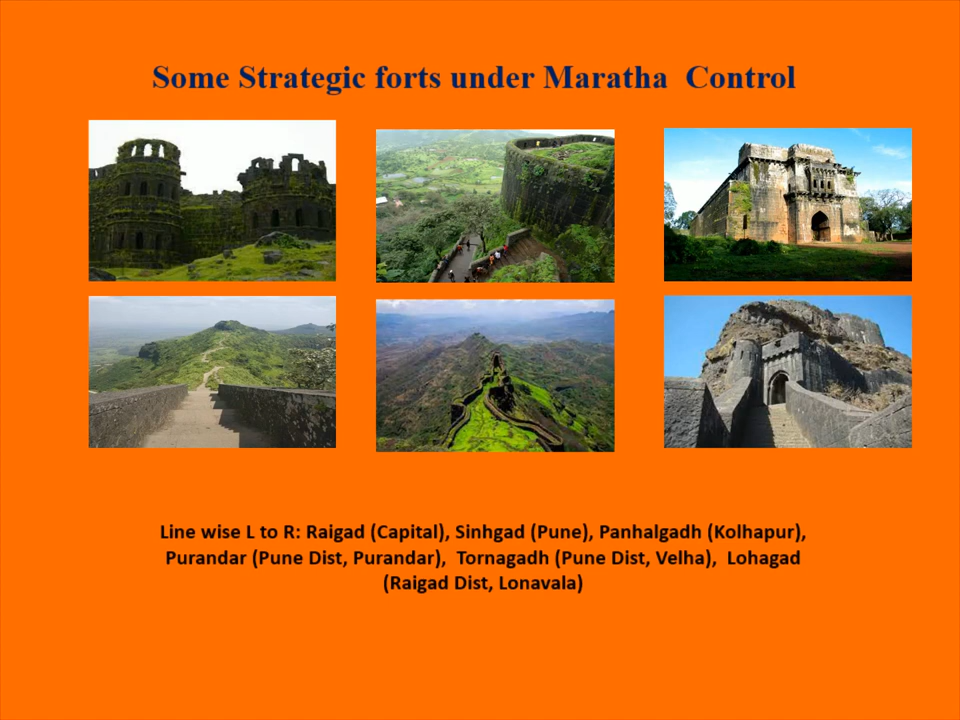 Some Strategic forts under Maratha Control
Line wise L to R: Raigad (Capital), Sinhgad (Pune), Panhalgadh (Kolhapur),
Purandar (Pune Dist, Purandar), Tornagadh (Pune Dist, Velha), Lohagad
(Raigad Dist, Lonavala)